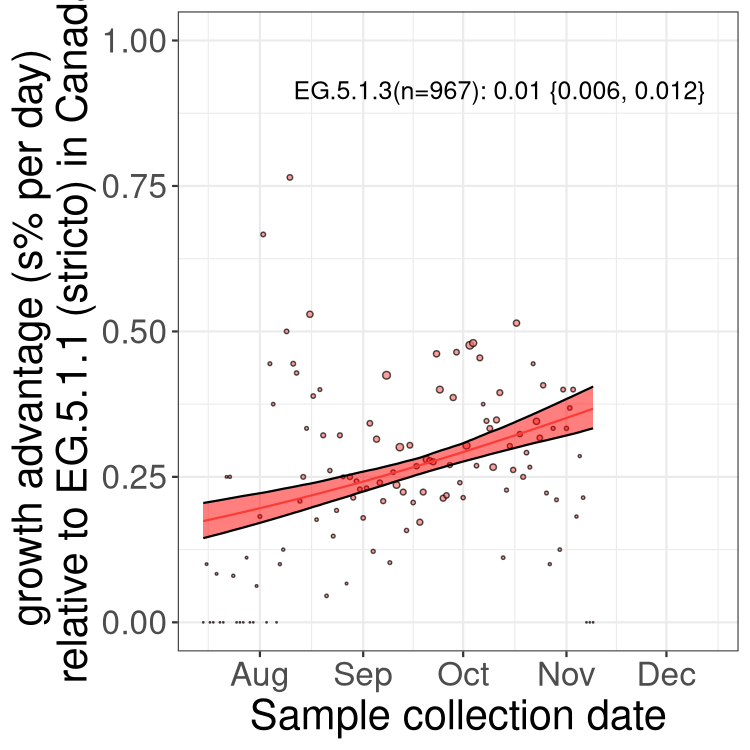 growth advantage (s% per day)
relative to EG.5.1.1 (stricto) in Canada
1.00
0.75
0.50
0.25
0.00
EG.5.1.3(n=967): 0.01 {0.006, 0.012}
Aug Sep Oct Nov Dec
Sample collection date